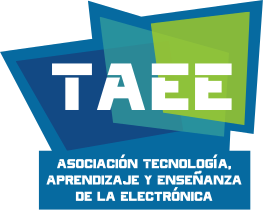 TAEE
ASOCIACIÓN TECNOLOGÍA,
APRENDIZAJE Y ENSEÑANZA
DE LA ELECTRÓNICA